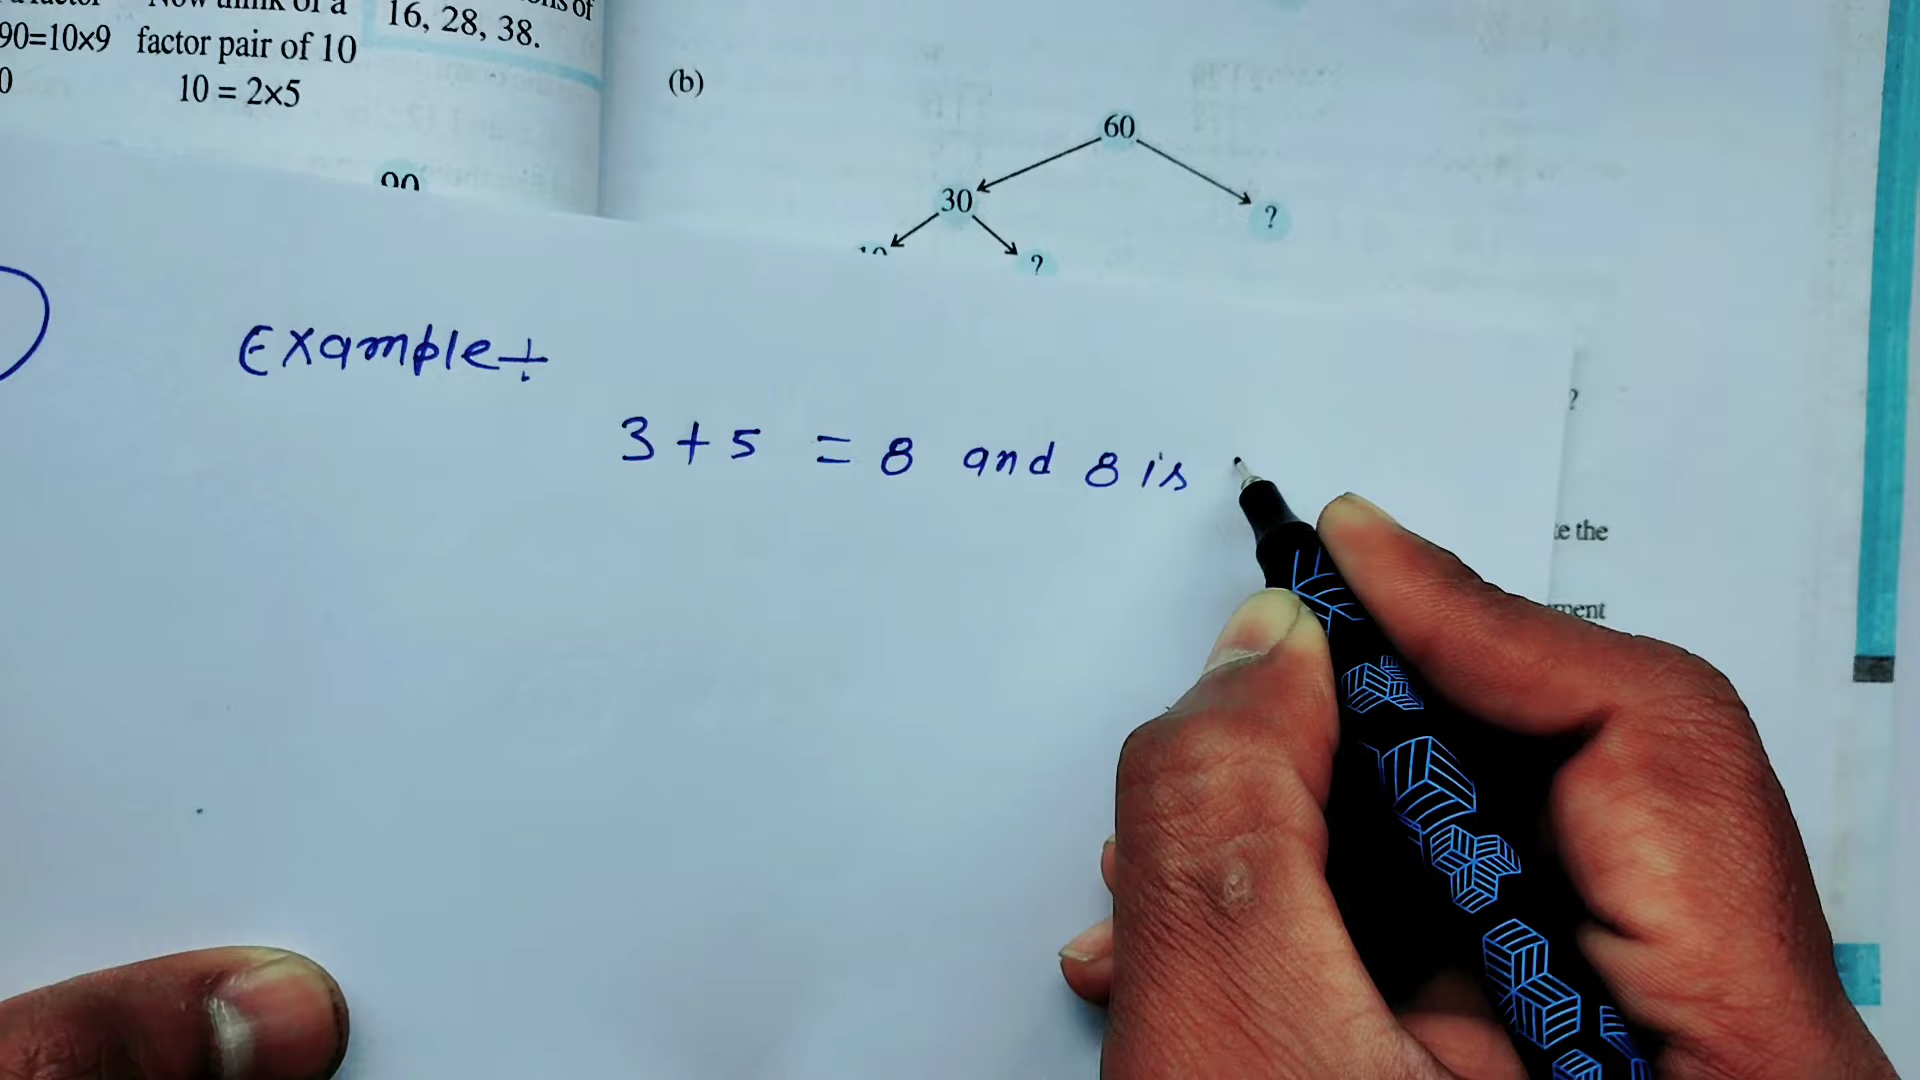 90=10×9
factor pair of 10
10 = 2×5
16, 28, 38.
(b)
60
30
?
?
Example÷
3 + 5 = 8 and 8 is
?
the